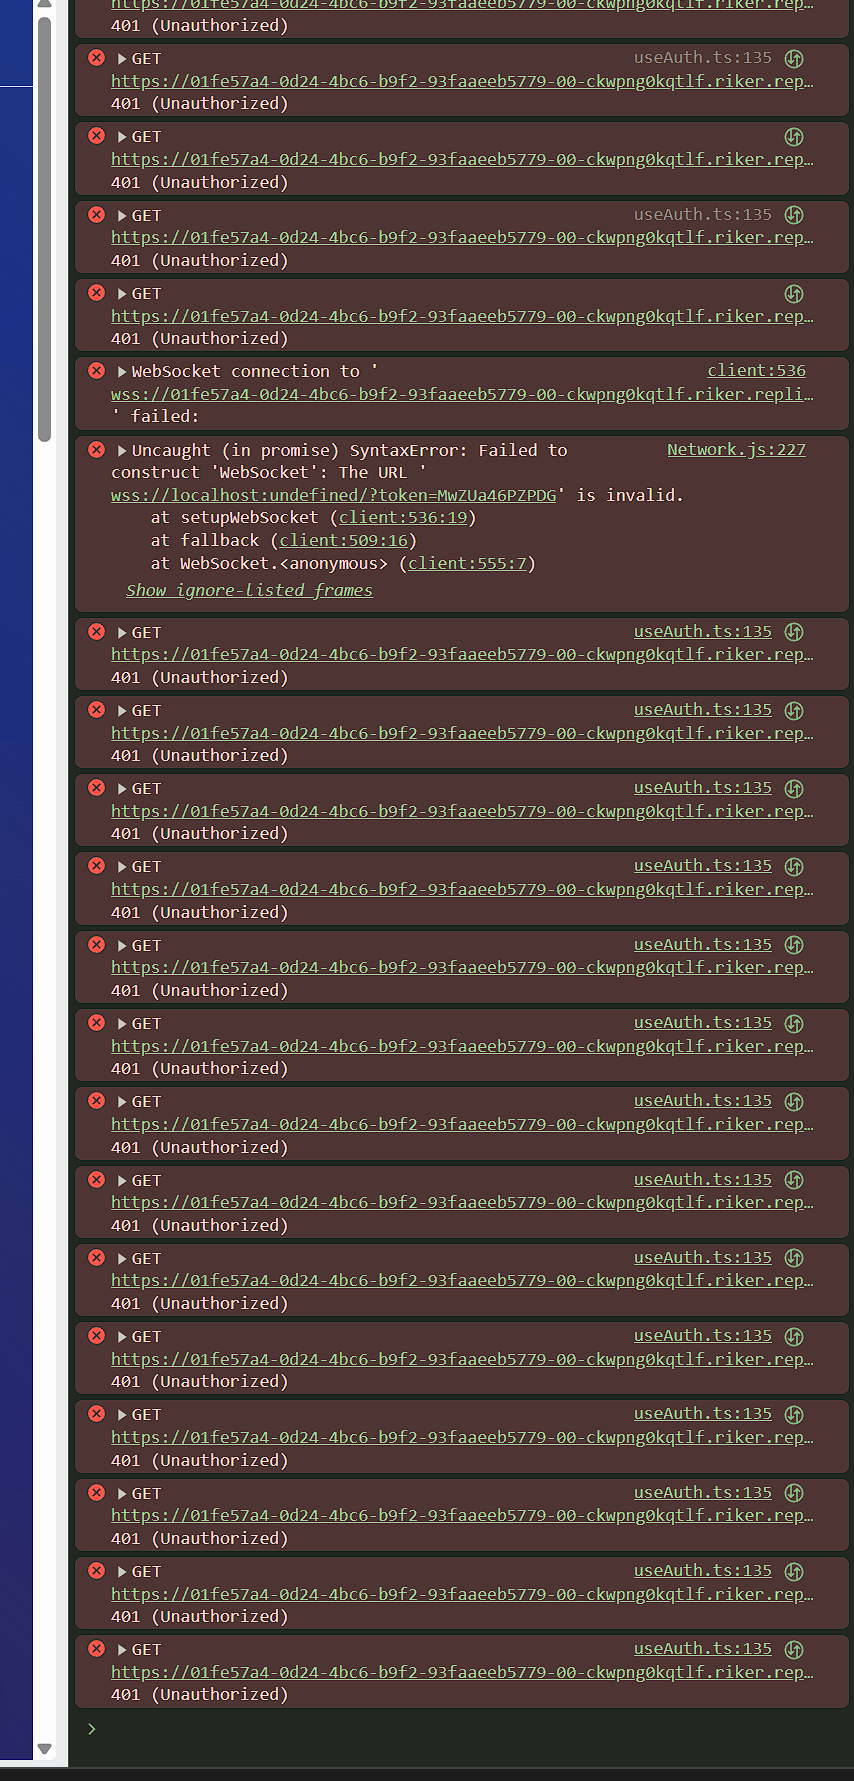 https://01fe57a4-0d24-4bc6-b9f2-93faaeeb5779-00-ckwpng0kqtlf.riker.rep…
401 (Unauthorized)
GET useAuth.ts:135
https://01fe57a4-0d24-4bc6-b9f2-93faaeeb5779-00-ckwpng0kqtlf.riker.rep…
401 (Unauthorized)
GET
https://01fe57a4-0d24-4bc6-b9f2-93faaeeb5779-00-ckwpng0kqtlf.riker.rep…
401 (Unauthorized)
GET useAuth.ts:135
https://01fe57a4-0d24-4bc6-b9f2-93faaeeb5779-00-ckwpng0kqtlf.riker.rep…
401 (Unauthorized)
GET
https://01fe57a4-0d24-4bc6-b9f2-93faaeeb5779-00-ckwpng0kqtlf.riker.rep…
401 (Unauthorized)
WebSocket connection to ' client:536
wss://01fe57a4-0d24-4bc6-b9f2-93faaeeb5779-00-ckwpng0kqtlf.riker.repli…
' failed:
Uncaught (in promise) SyntaxError: Failed to Network.js:227
construct 'WebSocket': The URL '
wss://localhost:undefined/?token=MwZUa46PZPDG' is invalid.
at setupWebSocket (client:536:19)
at fallback (client:509:16)
at WebSocket.<anonymous> (client:555:7)
Show ignore-listed frames
GET useAuth.ts:135
https://01fe57a4-0d24-4bc6-b9f2-93faaeeb5779-00-ckwpng0kqtlf.riker.rep…
401 (Unauthorized)
GET useAuth.ts:135
https://01fe57a4-0d24-4bc6-b9f2-93faaeeb5779-00-ckwpng0kqtlf.riker.rep…
401 (Unauthorized)
GET useAuth.ts:135
https://01fe57a4-0d24-4bc6-b9f2-93faaeeb5779-00-ckwpng0kqtlf.riker.rep…
401 (Unauthorized)
GET useAuth.ts:135
https://01fe57a4-0d24-4bc6-b9f2-93faaeeb5779-00-ckwpng0kqtlf.riker.rep…
401 (Unauthorized)
GET useAuth.ts:135
https://01fe57a4-0d24-4bc6-b9f2-93faaeeb5779-00-ckwpng0kqtlf.riker.rep…
401 (Unauthorized)
GET useAuth.ts:135
https://01fe57a4-0d24-4bc6-b9f2-93faaeeb5779-00-ckwpng0kqtlf.riker.rep…
401 (Unauthorized)
GET useAuth.ts:135
https://01fe57a4-0d24-4bc6-b9f2-93faaeeb5779-00-ckwpng0kqtlf.riker.rep…
401 (Unauthorized)
GET useAuth.ts:135
https://01fe57a4-0d24-4bc6-b9f2-93faaeeb5779-00-ckwpng0kqtlf.riker.rep…
401 (Unauthorized)
GET useAuth.ts:135
https://01fe57a4-0d24-4bc6-b9f2-93faaeeb5779-00-ckwpng0kqtlf.riker.rep…
401 (Unauthorized)
GET useAuth.ts:135
https://01fe57a4-0d24-4bc6-b9f2-93faaeeb5779-00-ckwpng0kqtlf.riker.rep…
401 (Unauthorized)
GET useAuth.ts:135
https://01fe57a4-0d24-4bc6-b9f2-93faaeeb5779-00-ckwpng0kqtlf.riker.rep…
401 (Unauthorized)
GET useAuth.ts:135
https://01fe57a4-0d24-4bc6-b9f2-93faaeeb5779-00-ckwpng0kqtlf.riker.rep…
401 (Unauthorized)
GET useAuth.ts:135
https://01fe57a4-0d24-4bc6-b9f2-93faaeeb5779-00-ckwpng0kqtlf.riker.rep…
401 (Unauthorized)
GET useAuth.ts:135
https://01fe57a4-0d24-4bc6-b9f2-93faaeeb5779-00-ckwpng0kqtlf.riker.rep…
401 (Unauthorized)